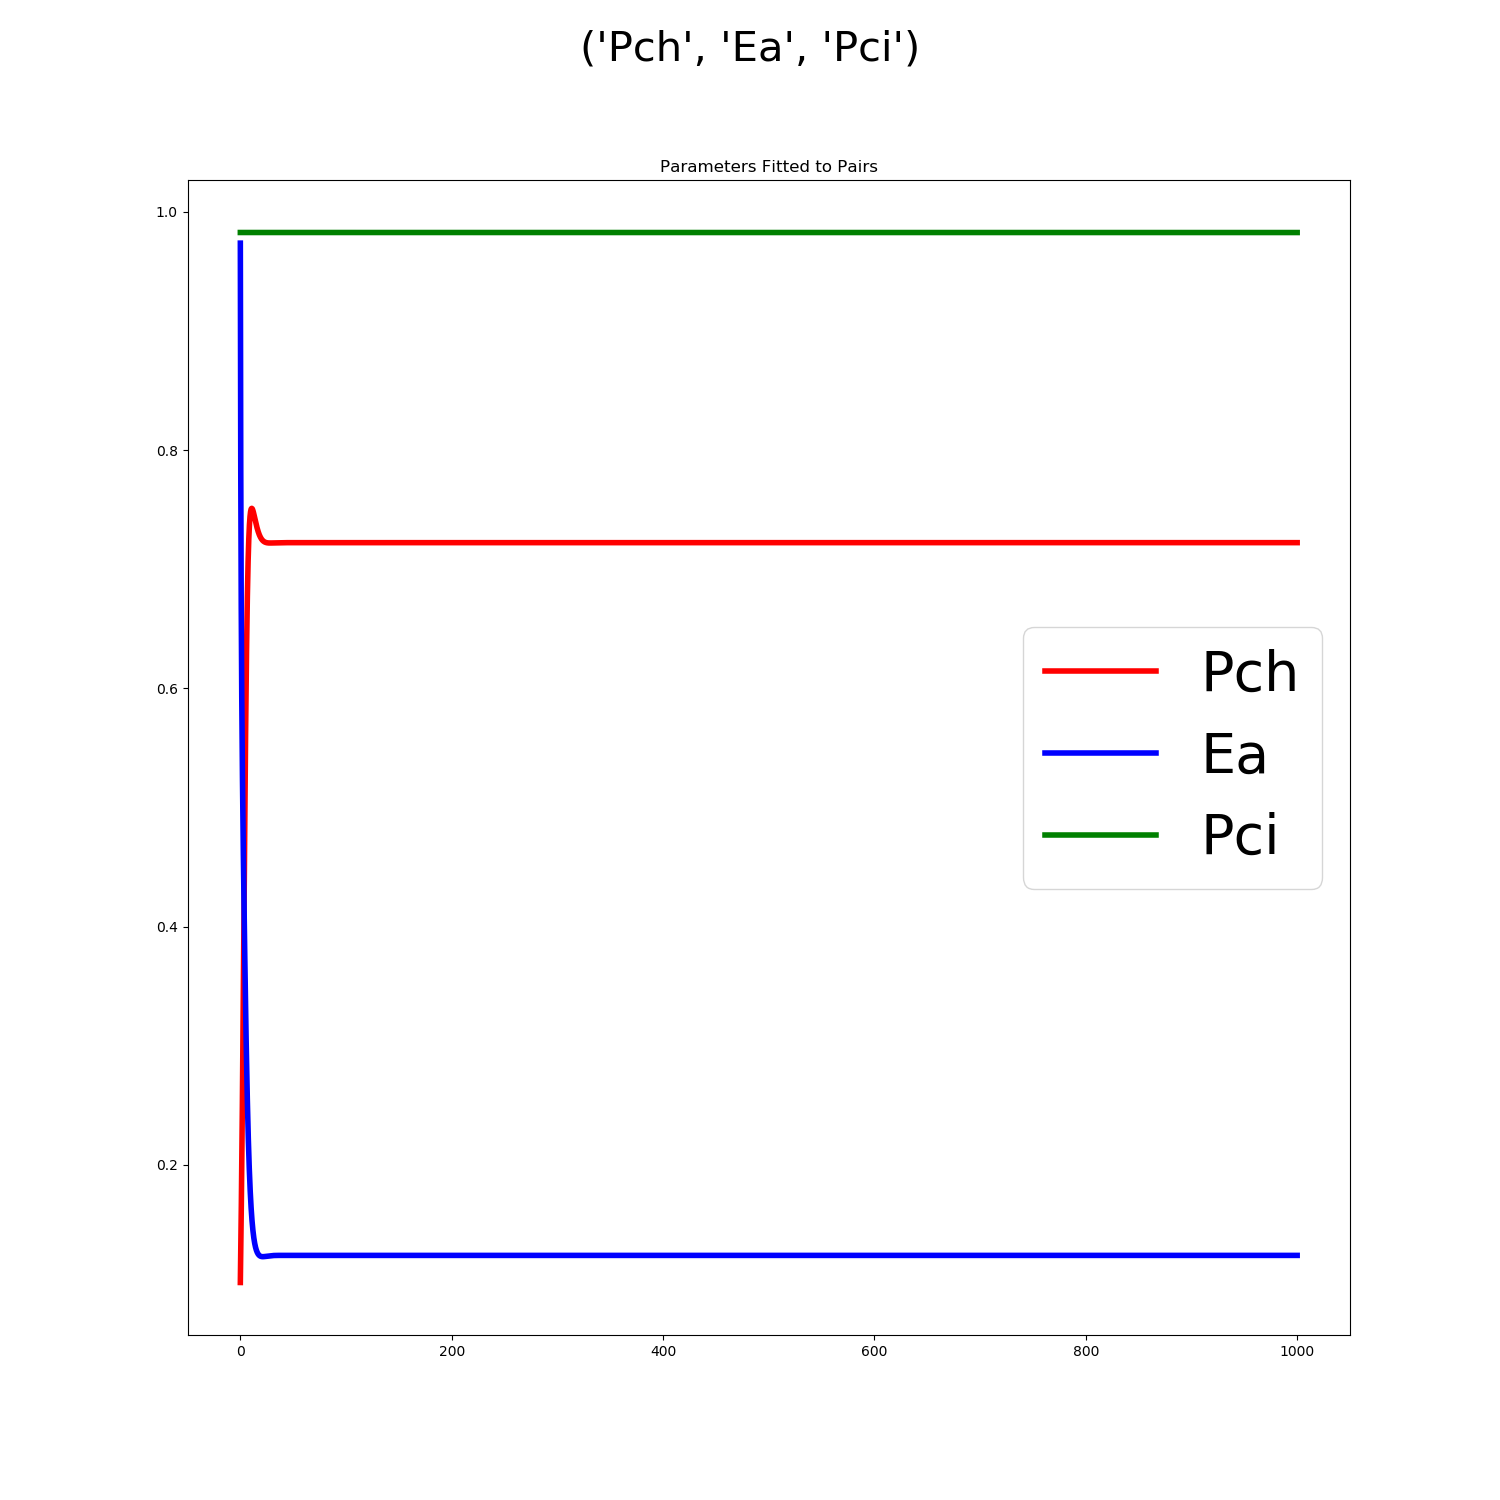 ('Pch', 'Ea', 'Pci')
Parameters Fitted to Pairs
1.0
0.8
0.6
0.4
0.2
Pch
Ea
Pci
0 200 400 600 800 1000